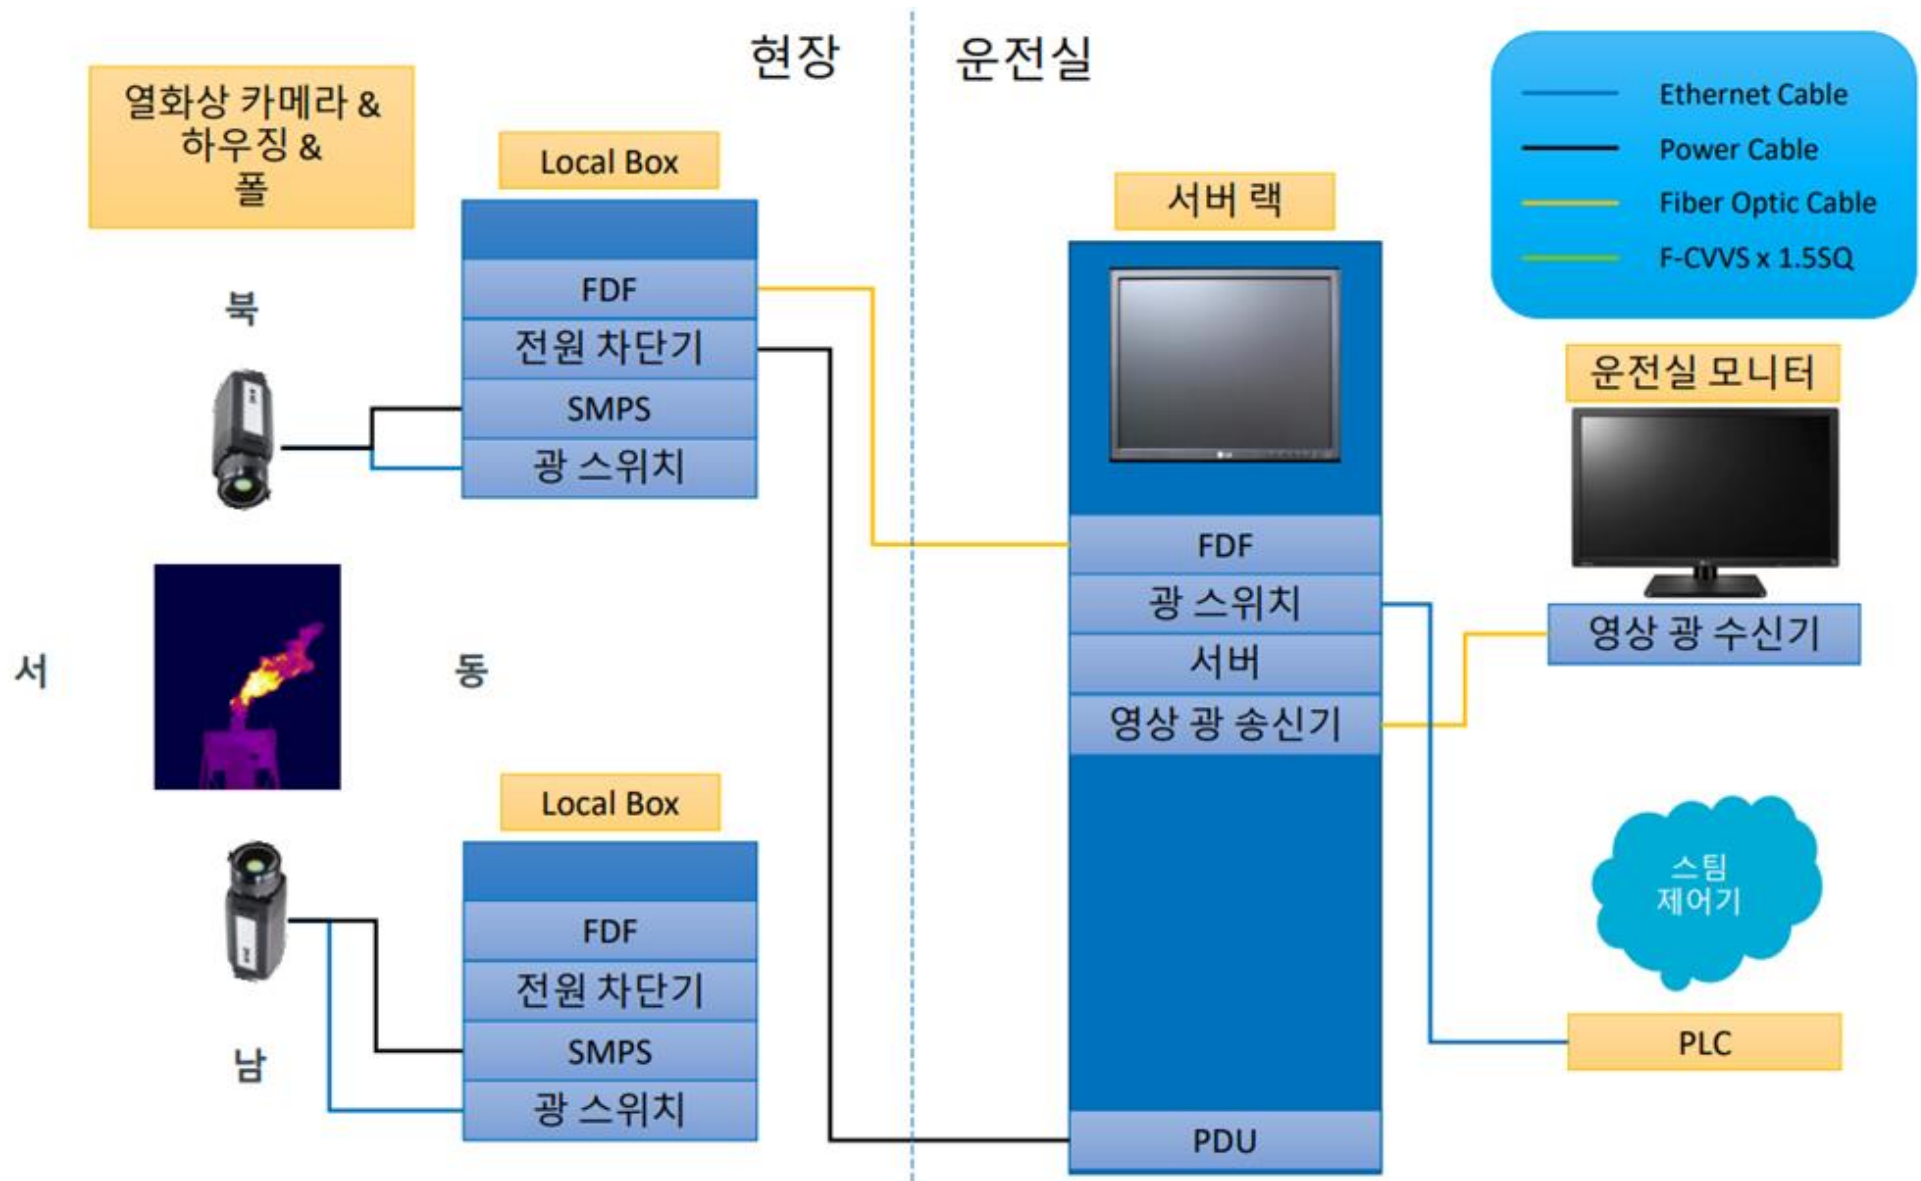 현장
운전실
열화상 카메라 &
하우징 &
폴
Local Box
FDF
전원 차단기
SMPS
광 스위치
북
서
동
남
Local Box
FDF
전원 차단기
SMPS
광 스위치
서버 랙
FDF
광 스위치
서버
영상 광 송신기
PDU
Ethernet Cable
Power Cable
Fiber Optic Cable
F-CVVS x 1.5SQ
운전실 모니터
영상 광 수신기
스팀
제어기
PLC